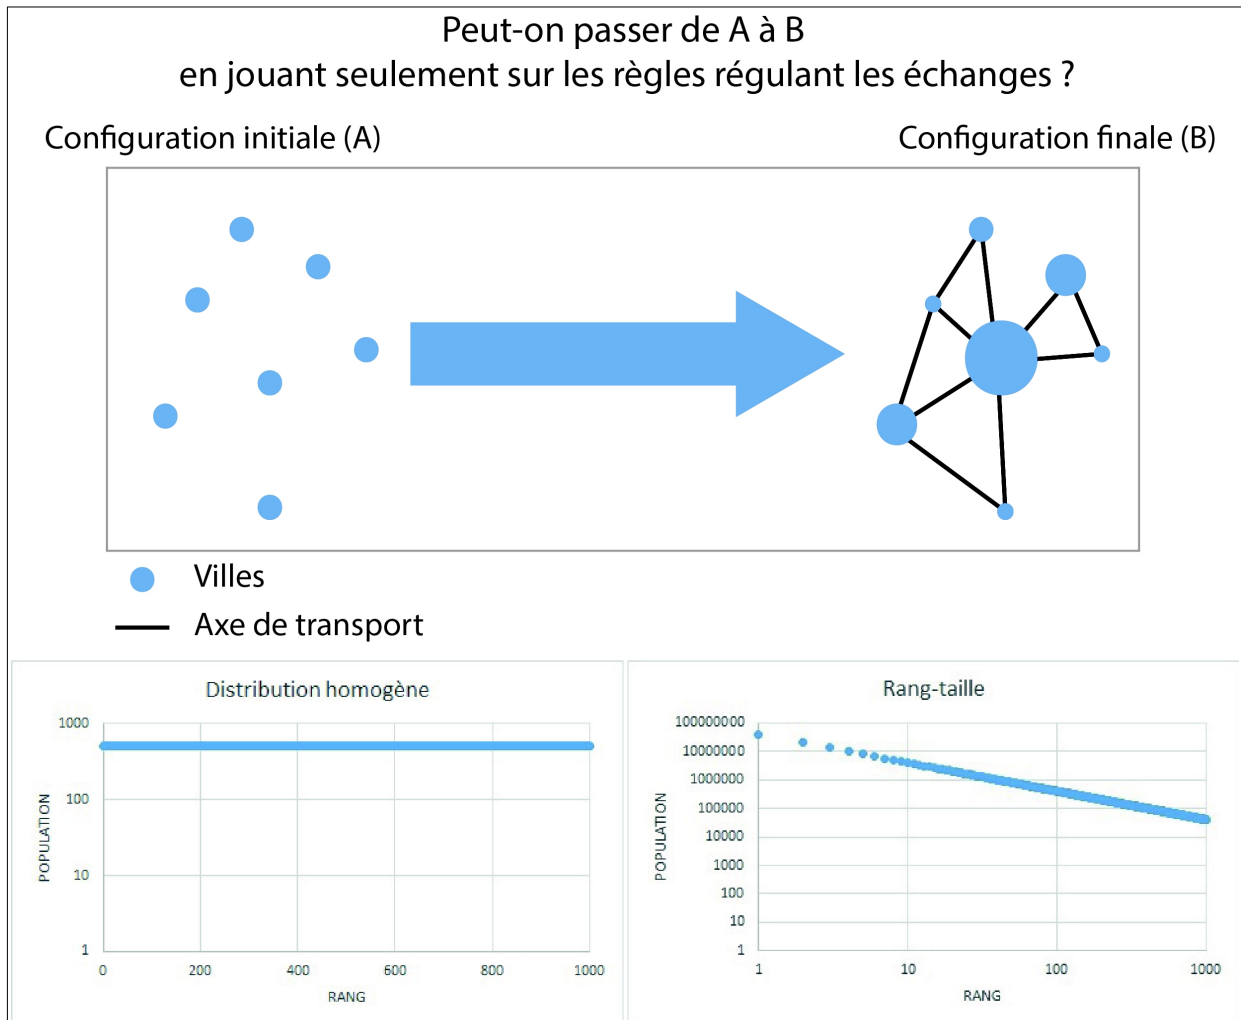 Peut-on passer de A à B
en jouant seulement sur les règles régulant les échanges ?
Configuration initiale (A)
Configuration finale (B)
Villes
Axe de transport
Distribution homogène
1000
100
10
1
POPULATION
0 200 400 600 800 1000
RANG
Rang-taille
100000000
10000000
1000000
100000
10000
1000
100
10
1
POPULATION
1 10 100 1000
RANG